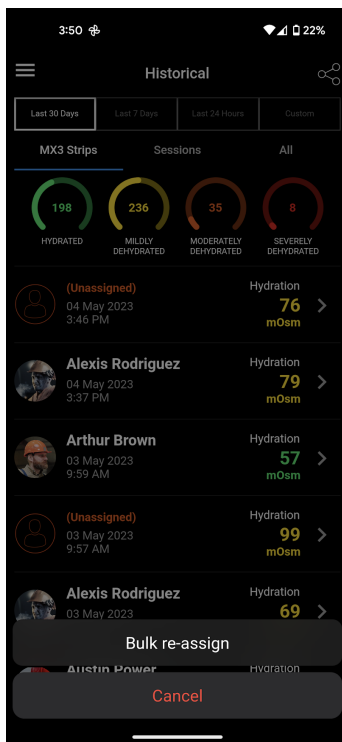 3:50 22%
Historical
Last 30 Days Last 7 Days Last 24 Hours Custom
MX3 Strips Sessions All
198 236 35 8
HYDRATED MILDLY DEHYDRATED MODERATELY DEHYDRATED SEVERELY DEHYDRATED
(Unassigned) Hydration
04 May 2023 76
3:46 PM mOsm
Alexis Rodriguez Hydration
04 May 2023 79
3:37 PM mOsm
Arthur Brown Hydration
03 May 2023 57
9:59 AM mOsm
(Unassigned) Hydration
03 May 2023 99
9:57 AM mOsm
Alexis Rodriguez Hydration
03 May 2023 69
Bulk re-assign
Austin Power Hydration
Cancel